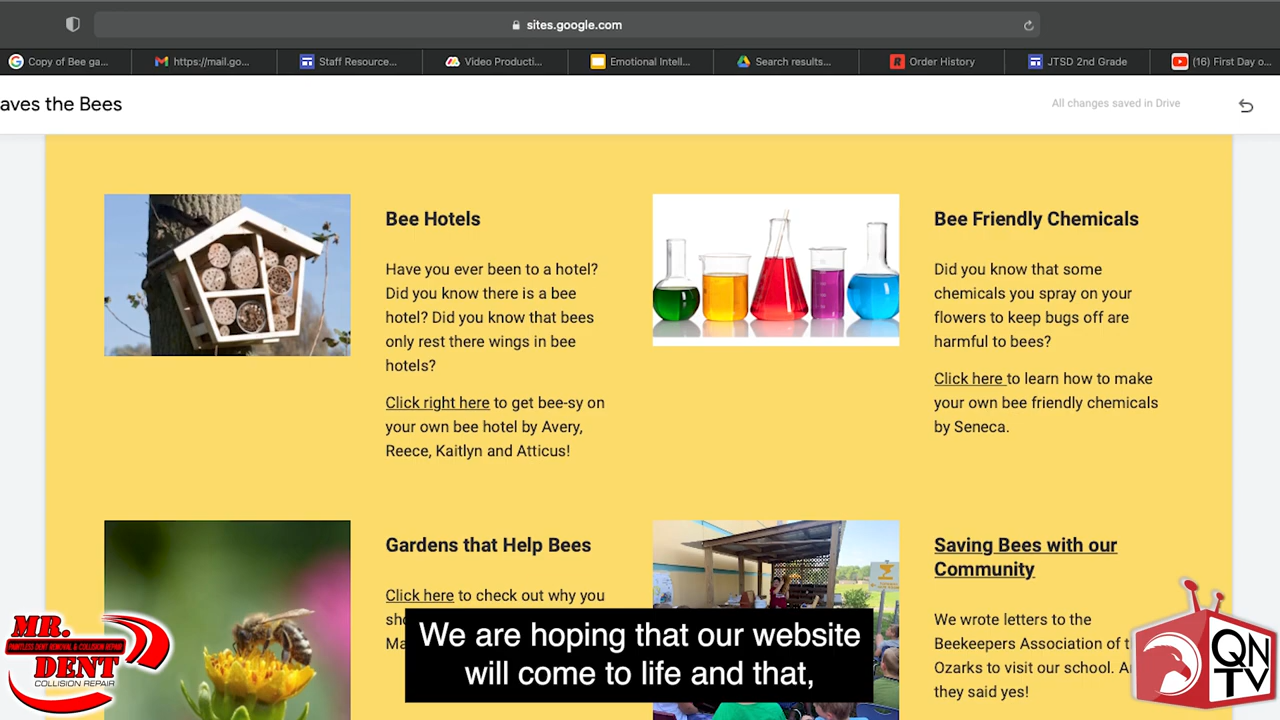 sites.google.com
Copy of Bee ga...
https://mail.go...
Staff Resource...
Video Producti...
Emotional Intell...
Search results...
Order History
JTSD 2nd Grade
(16) First Day o...
aves the Bees
All changes saved in Drive
Bee Hotels
Have you ever been to a hotel?
Did you know there is a bee
hotel? Did you know that bees
only rest there wings in bee
hotels?
Click right here to get bee-sy on
your own bee hotel by Avery,
Reece, Kaitlyn and Atticus!
Bee Friendly Chemicals
Did you know that some
chemicals you spray on your
flowers to keep bugs off are
harmful to bees?
Click here to learn how to make
your own bee friendly chemicals
by Seneca.
Gardens that Help Bees
Click here to check out why you
Saving Bees with our
Community
We wrote letters to the
Beekeepers Association of
Ozarks to visit our school.
they said yes!
We are hoping that our website
will come to life and that,
MR.
PAINTLESS DENT REMOVAL & COLLISION REPAIR
DENT
COLLISION REPAIR
QN
TV